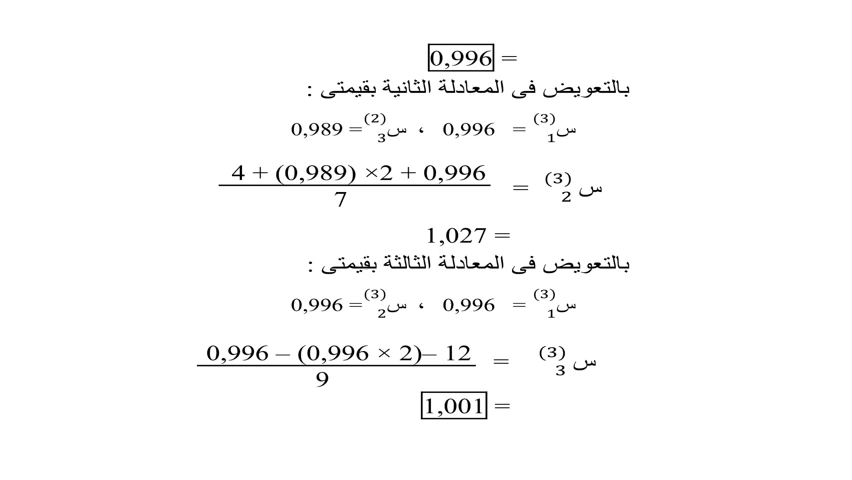 = 0,996
بالتعويض فى المعادلة الثانية بقيمتى :
س₁⁽³⁾ = 0,996 ، س₃⁽²⁾ = 0,989
س₂⁽³⁾ = 4 + (0,989) ×2 + 0,996 / 7
= 1,027
بالتعويض فى المعادلة الثالثة بقيمتى :
س₁⁽³⁾ = 0,996 ، س₂⁽³⁾ = 0,996
س₃⁽³⁾ = 0,996 – (0,996 × 2)– 12 / 9
= 1,001